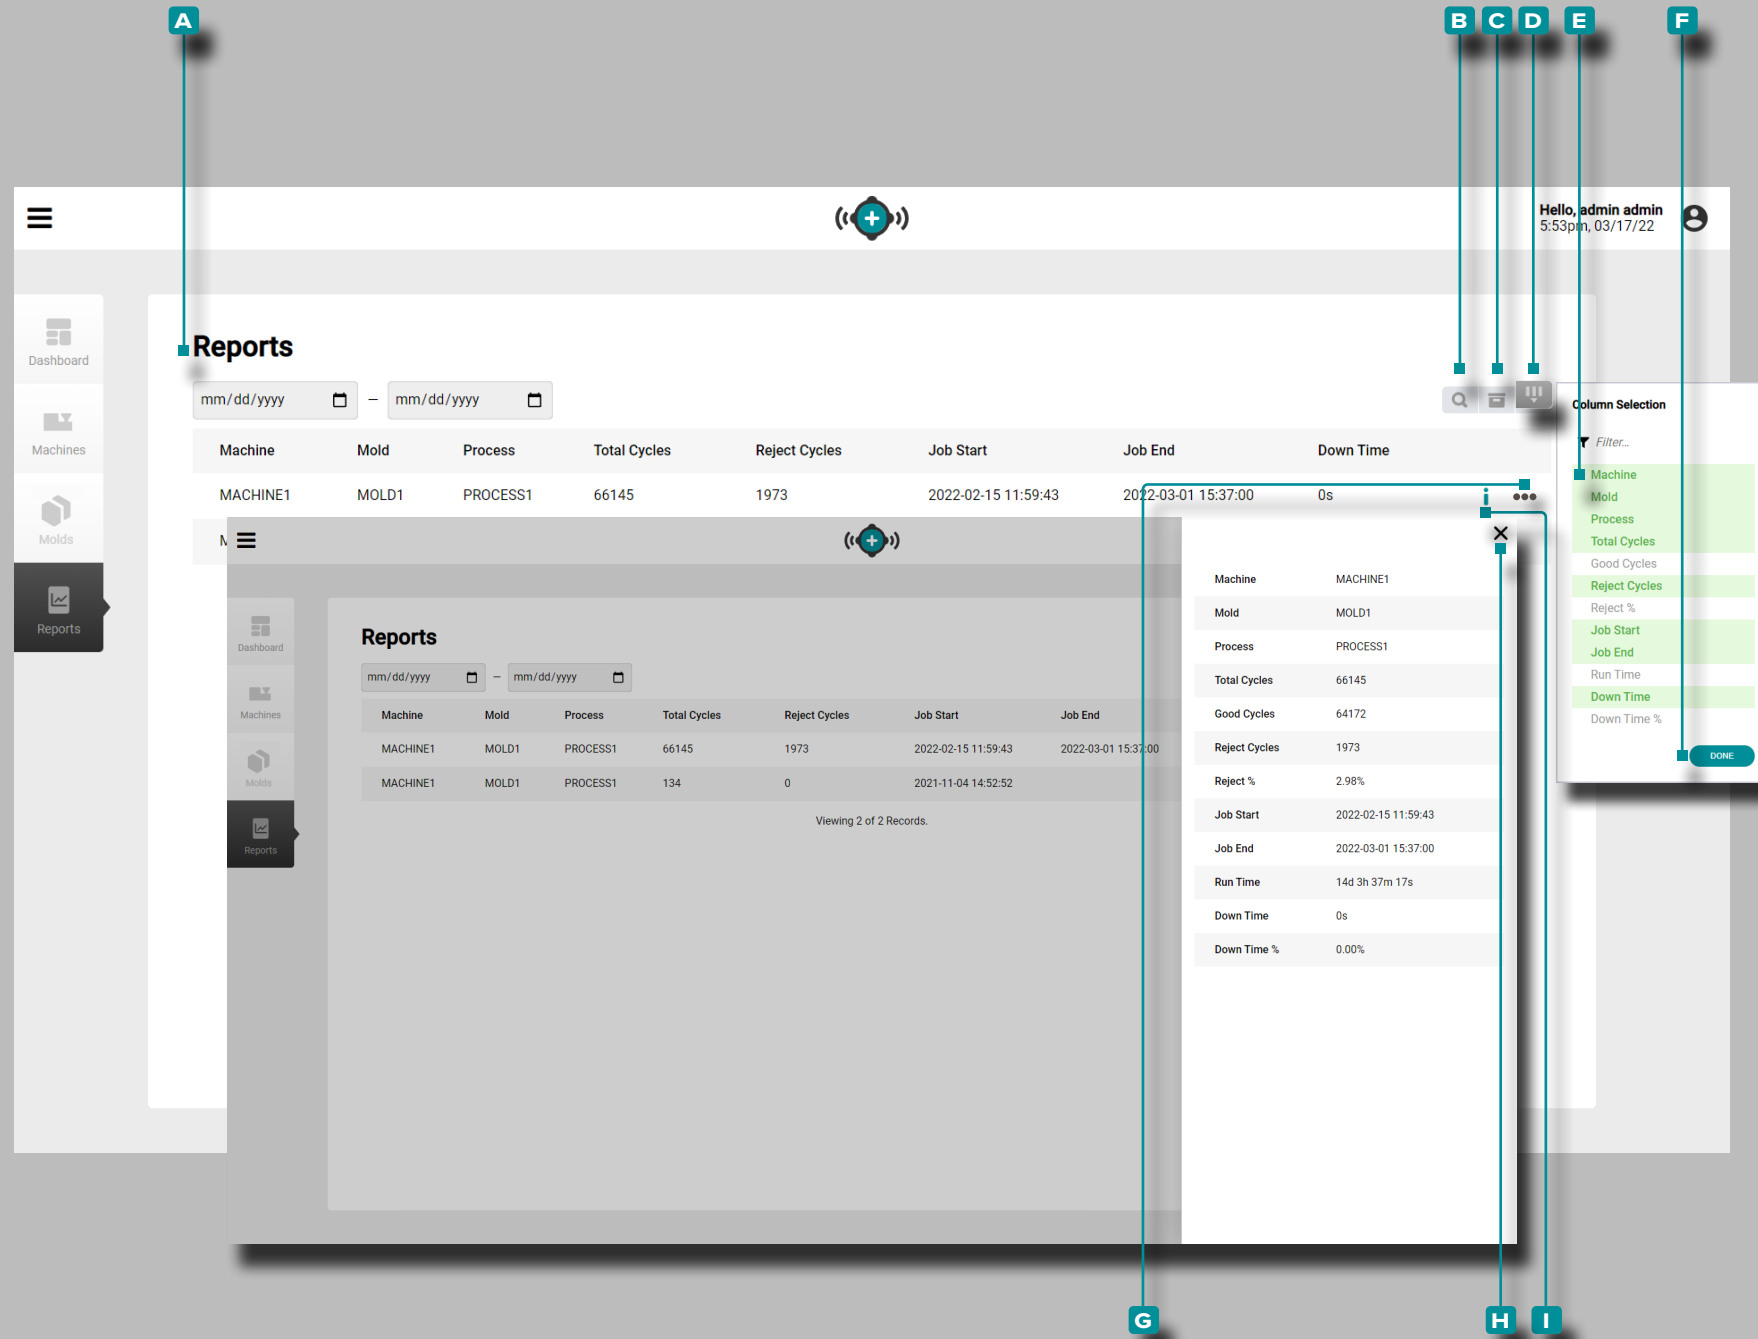 A
B C D E F
Hello, admin admin
5:53pm, 03/17/22
Dashboard
Machines
Molds
Reports
Reports
mm/dd/yyyy – mm/dd/yyyy
Machine Mold Process Total Cycles Reject Cycles Job Start Job End Down Time
MACHINE1 MOLD1 PROCESS1 66145 1973 2022-02-15 11:59:43 2022-03-01 15:37:00 0s
Column Selection
Filter...
Machine
Mold
Process
Total Cycles
Good Cycles
Reject Cycles
Reject %
Job Start
Job End
Run Time
Down Time
Down Time %
DONE
Dashboard
Machines
Molds
Reports
Reports
mm/dd/yyyy – mm/dd/yyyy
Machine Mold Process Total Cycles Reject Cycles Job Start Job End
MACHINE1 MOLD1 PROCESS1 66145 1973 2022-02-15 11:59:43 2022-03-01 15:37:00
MACHINE1 MOLD1 PROCESS1 134 0 2021-11-04 14:52:52
Viewing 2 of 2 Records.
Machine MACHINE1
Mold MOLD1
Process PROCESS1
Total Cycles 66145
Good Cycles 64172
Reject Cycles 1973
Reject % 2.98%
Job Start 2022-02-15 11:59:43
Job End 2022-03-01 15:37:00
Run Time 14d 3h 37m 17s
Down Time 0s
Down Time % 0.00%
G H I